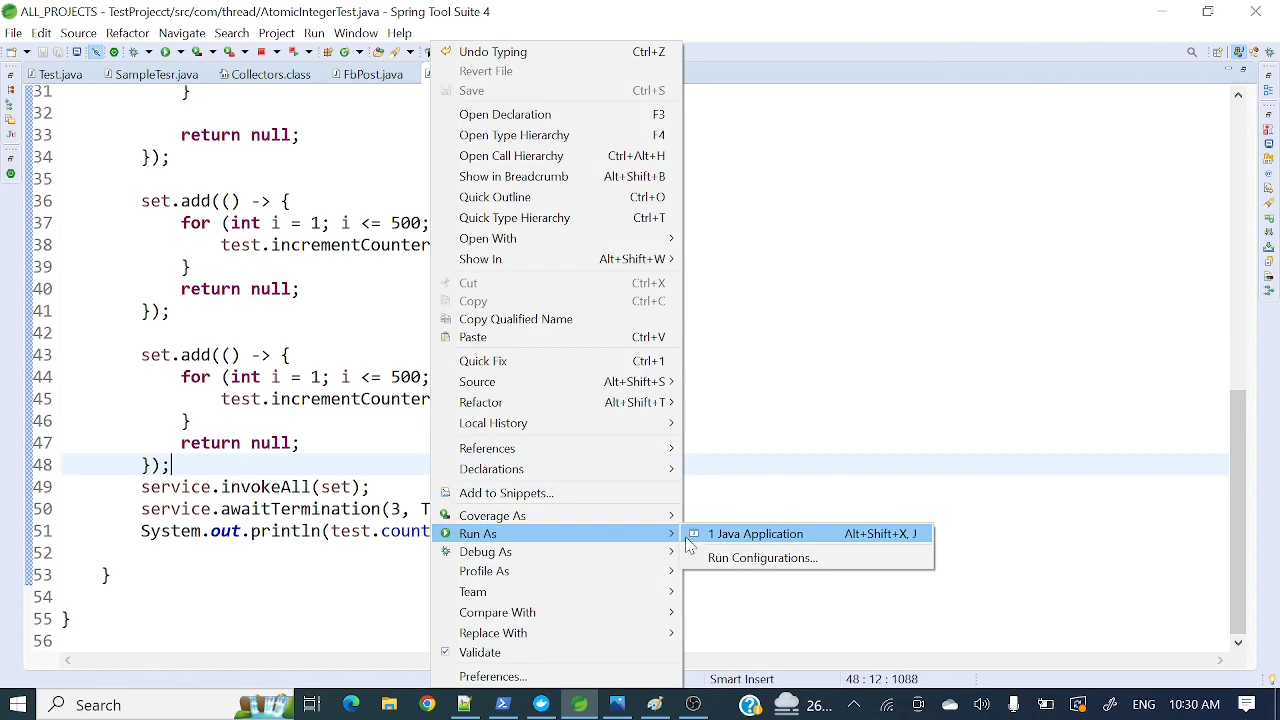 ALL_PROJECTS - TestProjecct/src/com/thread/AtomicIntegerTest.java - Spring Tool Suite 4
File Edit Source Refactor Navigate Search Project Run Window Help
Test.java SampleTesr.java Collectors.class FbPost.java
31 }
32
33 return null;
34 });
35
36 set.add(() -> {
37 for (int i = 1; i <= 500;
38 test.incrementCounter
39 }
40 return null;
41 });
42
43 set.add(() -> {
44 for (int i = 1; i <= 500;
45 test.incrementCounter
46 }
47 return null;
48 });
49 service.invokeAll(set);
50 service.awaitTermination(3, T
51 System.out.println(test.count
52
53 }
54
55 }
56
Undo Typing Ctrl+Z
Revert File
Save Ctrl+S
Open Declaration F3
Open Type Hierarchy F4
Open Call Hierarchy Ctrl+Alt+H
Show in Breadcrumb Alt+Shift+B
Quick Outline Ctrl+O
Quick Type Hierarchy Ctrl+T
Open With
Show In Alt+Shift+W
Cut Ctrl+X
Copy Ctrl+C
Copy Qualified Name
Paste Ctrl+V
Quick Fix Ctrl+1
Source Alt+Shift+S
Refactor Alt+Shift+T
Local History
References
Declarations
Add to Snippets...
Coverage As
Run As
Debug As
Profile As
Team
Compare With
Replace With
Validate
Preferences...
1 Java Application Alt+Shift+X, J
Run Configurations...
Smart Insert 48 : 12 : 1088
Search 26... ENG 10:30 AM